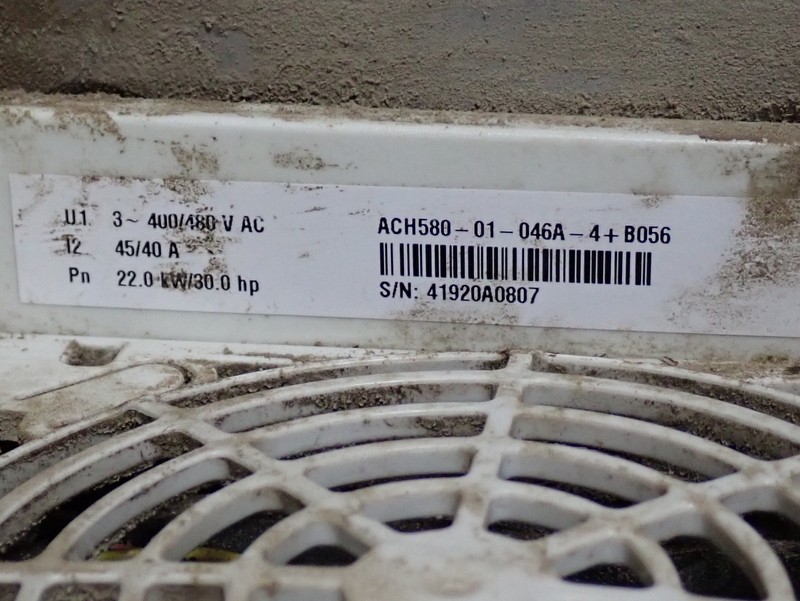 U1 3~ 400/480 V AC
I2 45/40 A
Pn 22.0 kW/30.0 hp
ACH580-01-046A-4+B056
S/N: 41920A0807